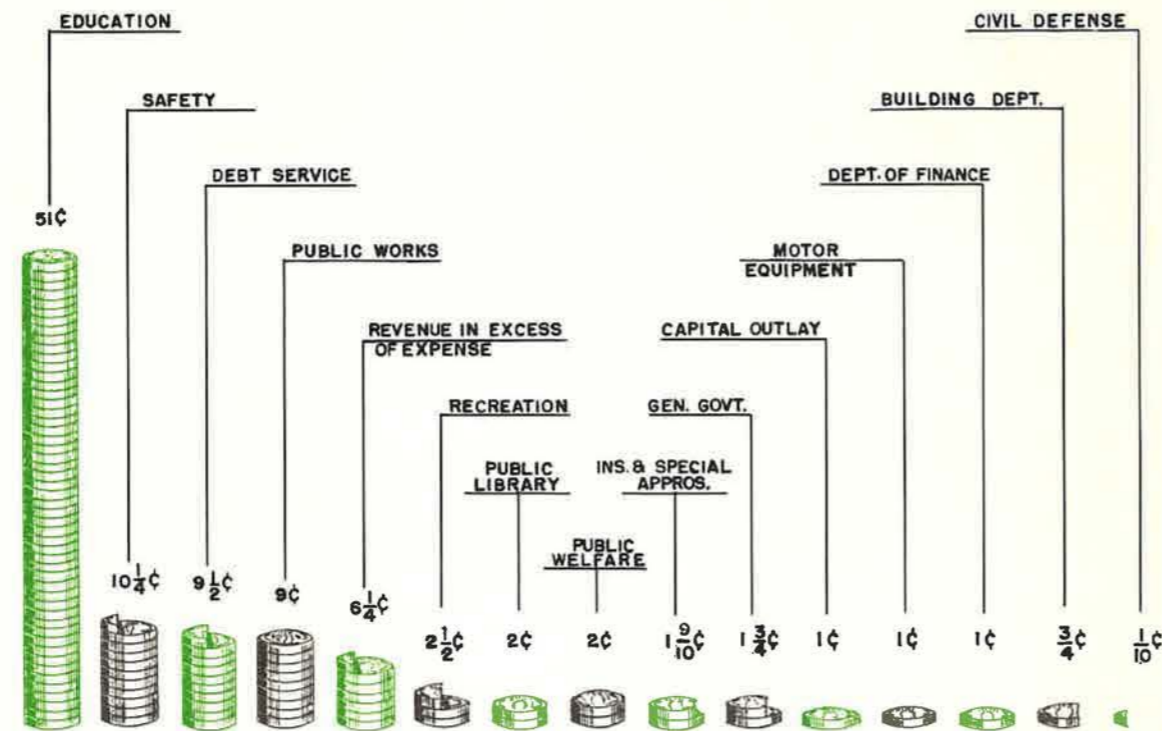 EDUCATION
CIVIL DEFENSE
SAFETY
BUILDING DEPT.
DEBT SERVICE
DEPT. OF FINANCE
51¢
PUBLIC WORKS
MOTOR
EQUIPMENT
REVENUE IN EXCESS
OF EXPENSE
CAPITAL OUTLAY
RECREATION
GEN. GOVT.
PUBLIC
LIBRARY
INS. & SPECIAL
APPROS.
PUBLIC
WELFARE
10 1/4¢
9 1/2¢
9¢
6 1/4¢
2 1/2¢
2¢
2¢
1 9/10¢
1 3/4¢
1¢
1¢
1¢
3/4¢
1/10¢